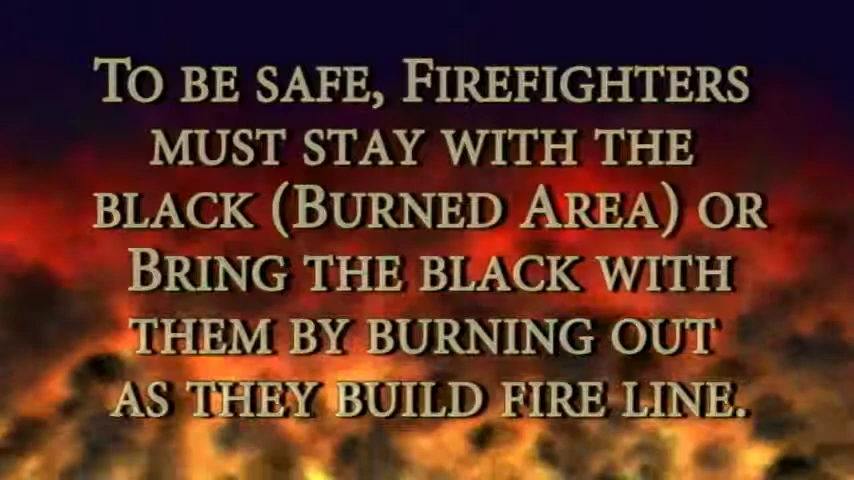 To be safe, Firefighters
must stay with the
black (Burned Area) or
Bring the black with
them by burning out
as they build fire line.